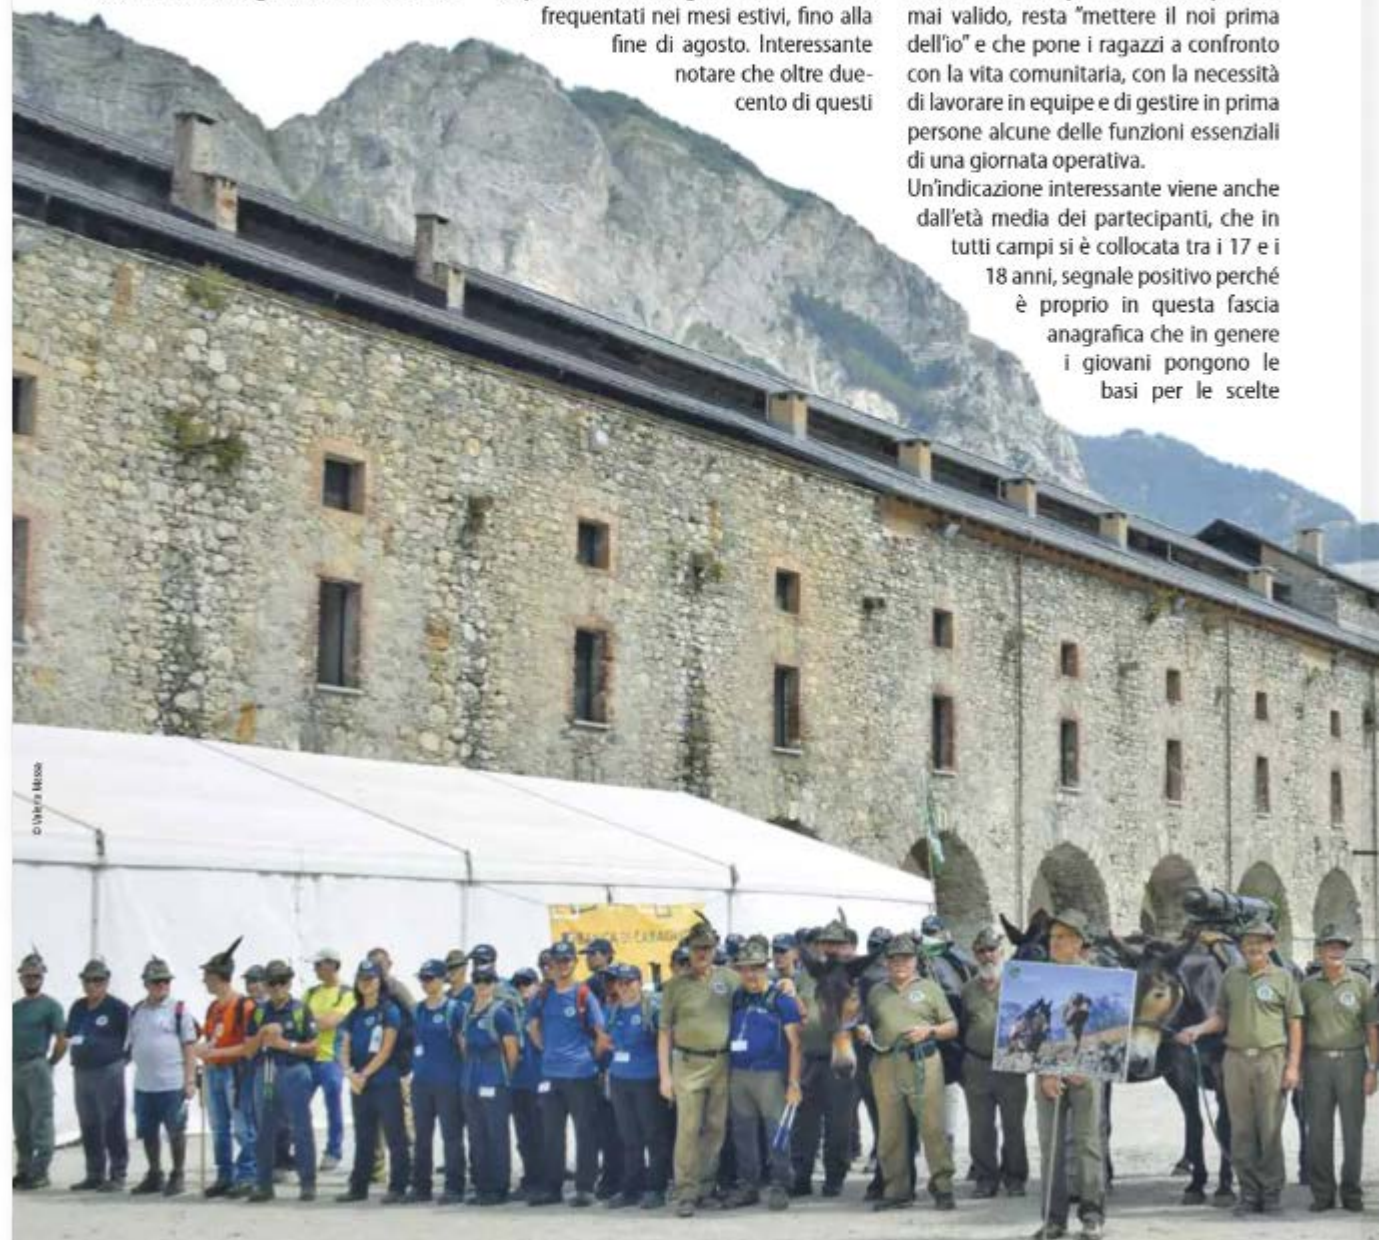 frequentati nei mesi estivi, fino alla
fine di agosto. Interessante
notare che oltre due-
cento di questi
mai valido, resta “mettere il noi prima
dell’io” e che pone i ragazzi a confronto
con la vita comunitaria, con la necessità
di lavorare in equipe e di gestire in prima
persone alcune delle funzioni essenziali
di una giornata operativa.
Un’indicazione interessante viene anche
dall’età media dei partecipanti, che in
tutti campi si è collocata tra i 17 e i
18 anni, segnale positivo perché
è proprio in questa fascia
anagrafica che in genere
i giovani pongono le
basi per le scelte